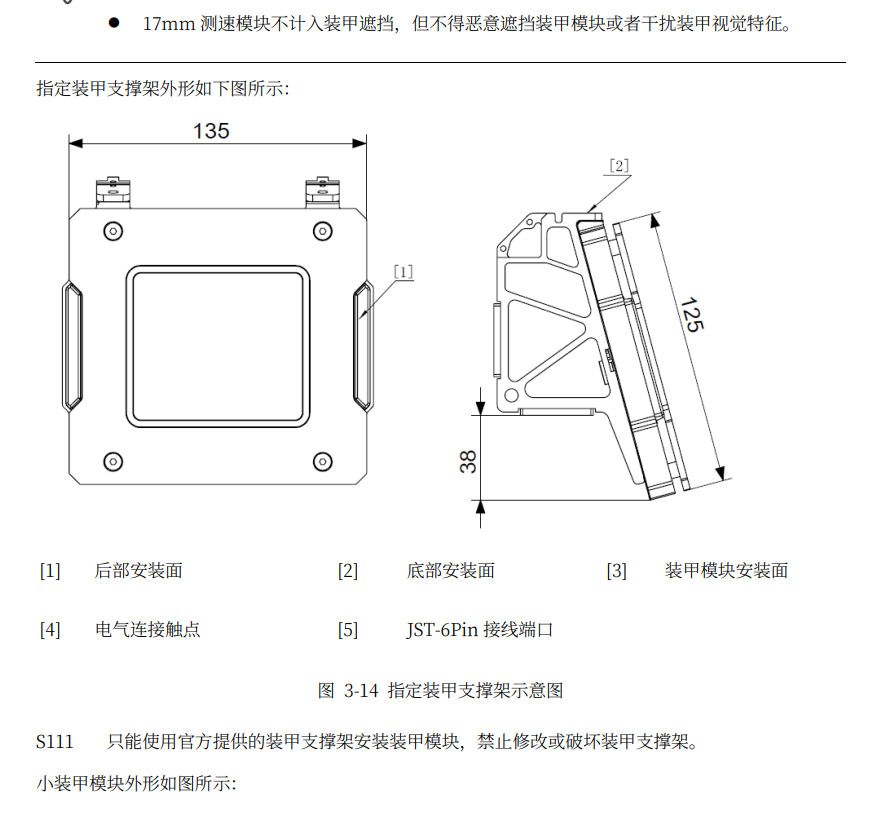 ● 17mm 测速模块不计入装甲遮挡，但不得恶意遮挡装甲模块或者干扰装甲视觉特征。
指定装甲支撑架外形如下图所示：
135
[2]
[1]
125
38
[1] 后部安装面 [2] 底部安装面 [3] 装甲模块安装面
[4] 电气连接触点 [5] JST-6Pin 接线端口
图 3-14 指定装甲支撑架示意图
S111 只能使用官方提供的装甲支撑架安装装甲模块，禁止修改或破坏装甲支撑架。
小装甲模块外形如图所示：